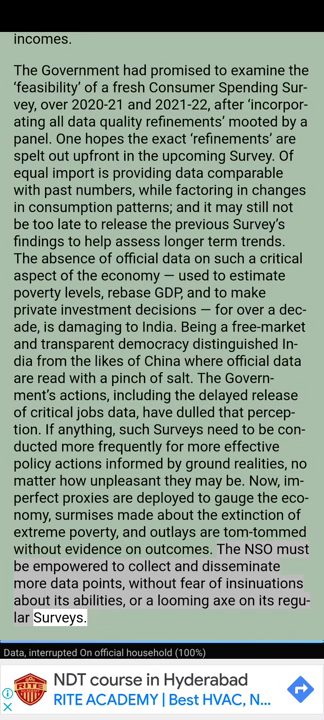 incomes.
The Government had promised to examine the
‘feasibility’ of a fresh Consumer Spending Sur-
vey, over 2020-21 and 2021-22, after ‘incorpor-
ating all data quality refinements’ mooted by a
panel. One hopes the exact ‘refinements’ are
spelt out upfront in the upcoming Survey. Of
equal import is providing data comparable
with past numbers, while factoring in changes
in consumption patterns; and it may still not
be too late to release the previous Survey’s
findings to help assess longer term trends.
The absence of official data on such a critical
aspect of the economy — used to estimate
poverty levels, rebase GDP, and to make
private investment decisions — for over a dec-
ade, is damaging to India. Being a free-market
and transparent democracy distinguished In-
dia from the likes of China where official data
are read with a pinch of salt. The Govern-
ment’s actions, including the delayed release
of critical jobs data, have dulled that percep-
tion. If anything, such Surveys need to be con-
ducted more frequently for more effective
policy actions informed by ground realities, no
matter how unpleasant they may be. Now, im-
perfect proxies are deployed to gauge the eco-
nomy, surmises made about the extinction of
extreme poverty, and outlays are tom-tommed
without evidence on outcomes. The NSO must
be empowered to collect and disseminate
more data points, without fear of insinuations
about its abilities, or a looming axe on its regu-
lar Surveys.
Data, interrupted On official household (100%)
RITE
NDT course in Hyderabad
RITE ACADEMY | Best HVAC, N...